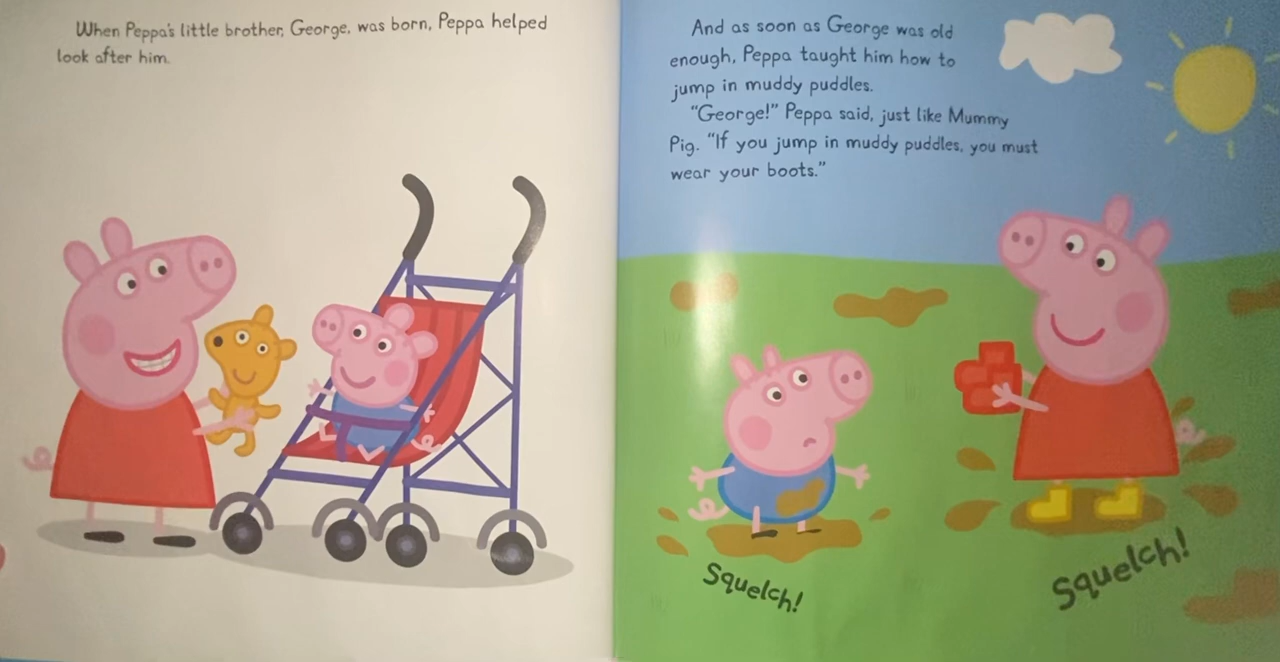 When Peppa's little brother, George, was born, Peppa helped
look after him.
And as soon as George was old
enough, Peppa taught him how to
jump in muddy puddles.
"George!" Peppa said, just like Mummy
Pig. "If you jump in muddy puddles, you must
wear your boots."
Squelch!
Squelch!